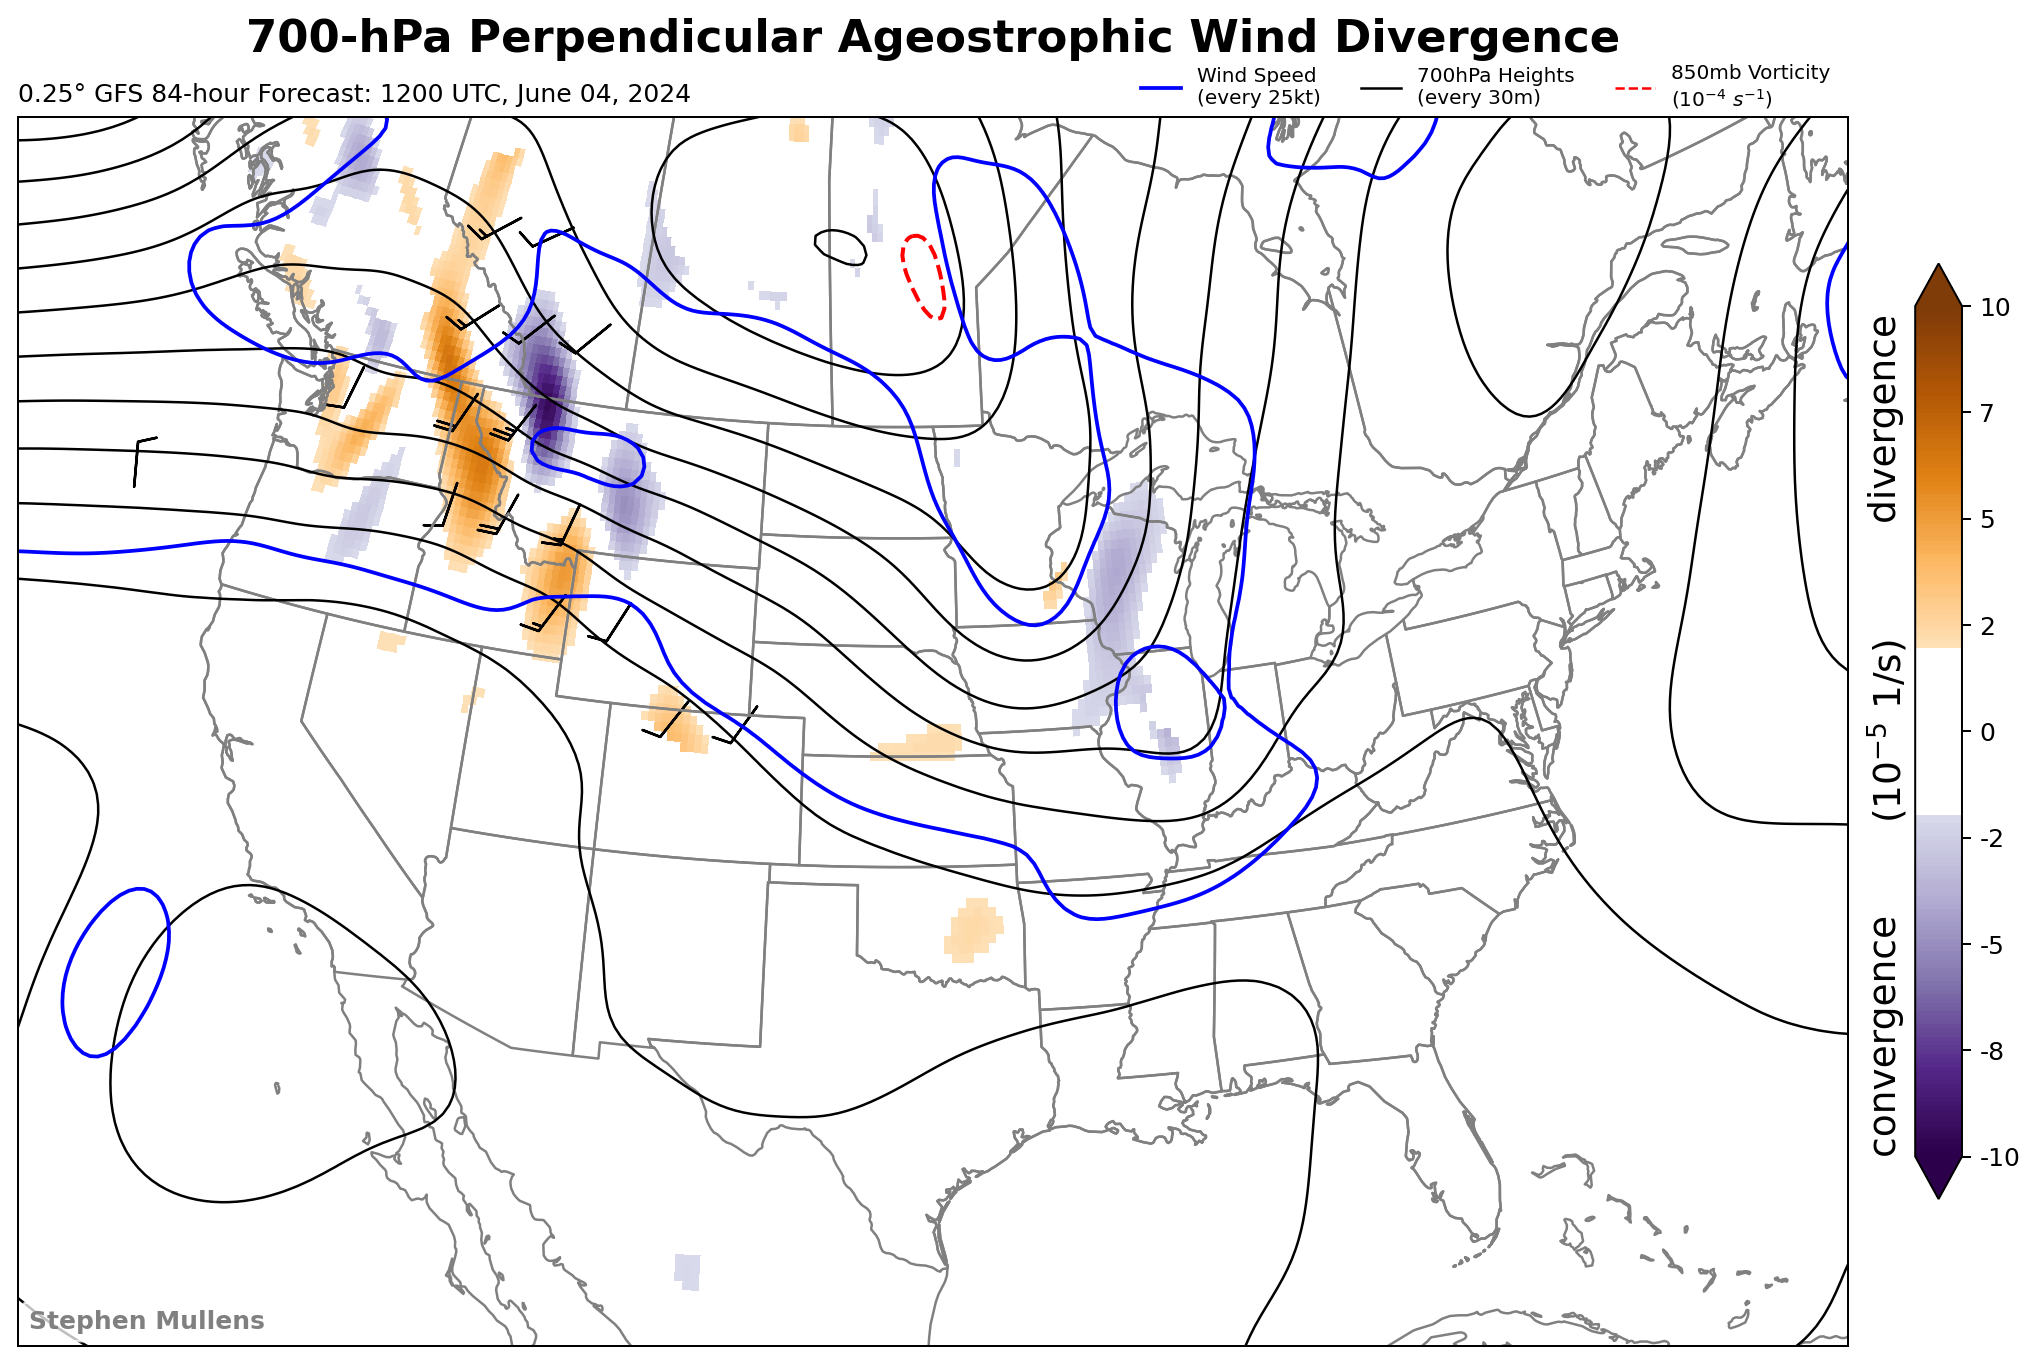 700-hPa Perpendicular Ageostrophic Wind Divergence
0.25° GFS 84-hour Forecast: 1200 UTC, June 04, 2024
Wind Speed
(every 25kt)
700hPa Heights
(every 30m)
850mb Vorticity
(10⁻⁴ s⁻¹)
10
7
5
2
0
-2
-5
-8
-10
divergence
(10⁻⁵ 1/s)
convergence
Stephen Mullens